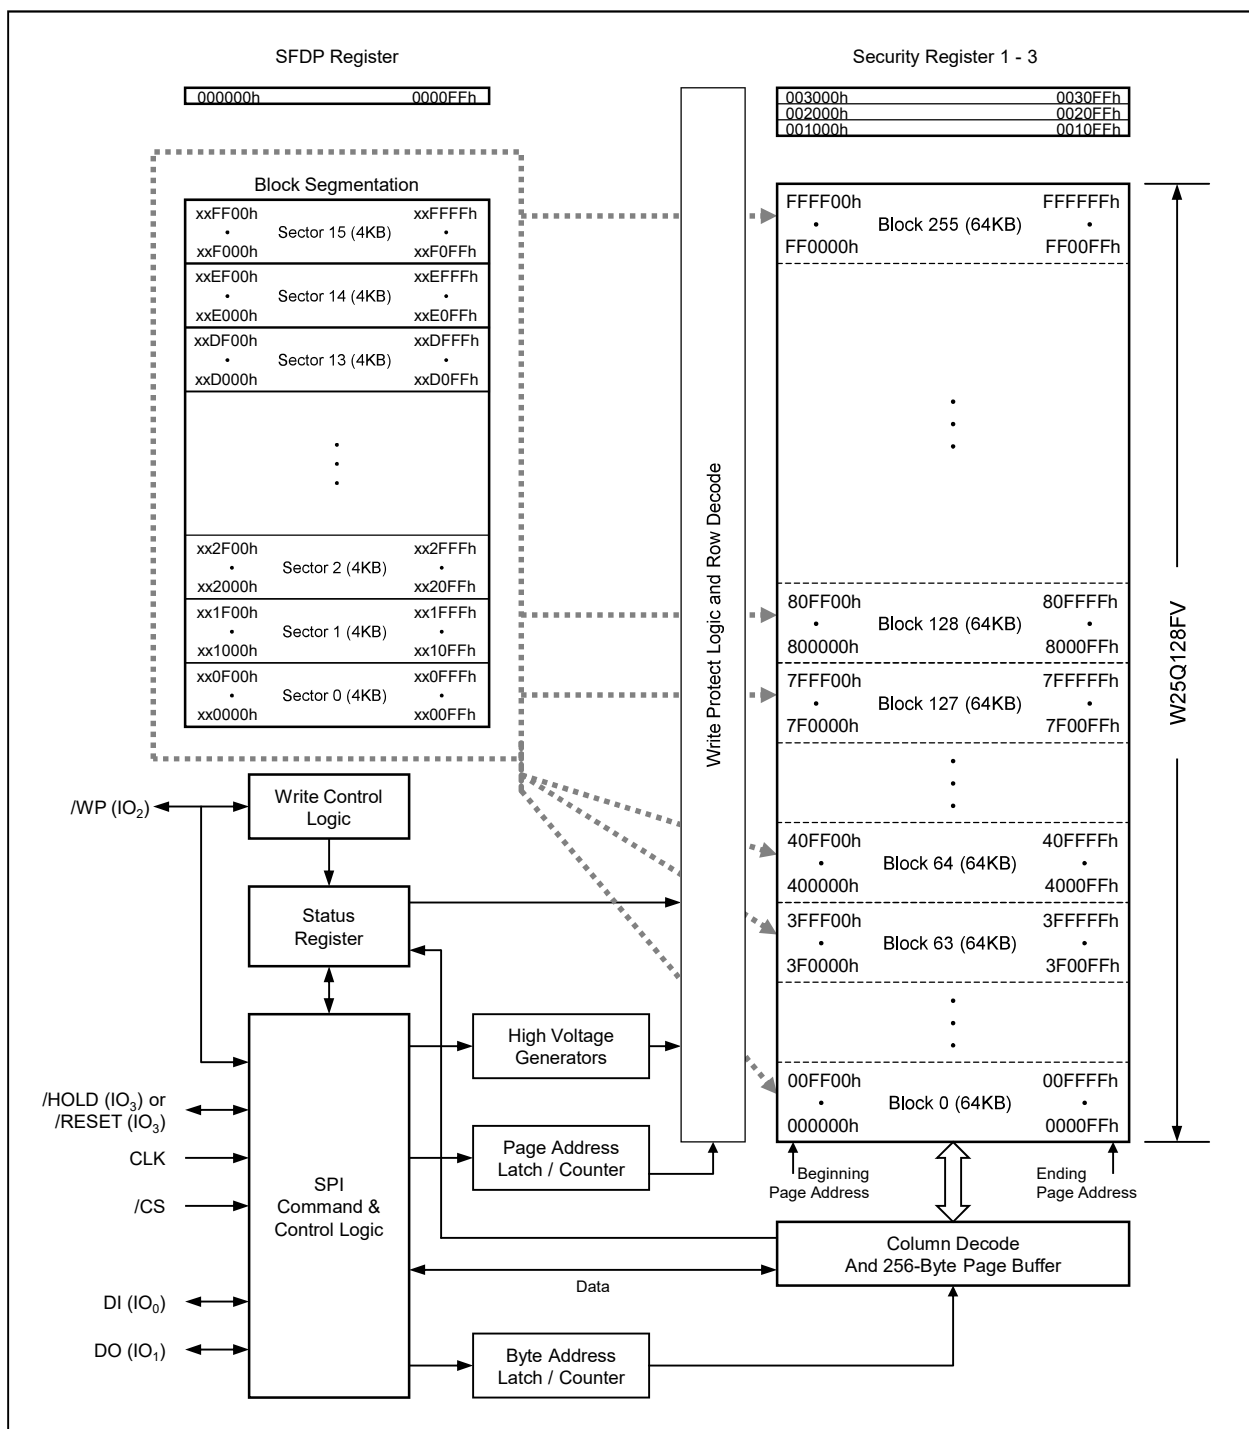 SFDP Register
000000h 0000FFh
Security Register 1 - 3
003000h 0030FFh
002000h 0020FFh
001000h 0010FFh
Block Segmentation
xxFF00h xxFFFFh
• Sector 15 (4KB) •
xxF000h xxF0FFh
xxEF00h xxEFFFh
• Sector 14 (4KB) •
xxE000h xxE0FFh
xxDF00h xxDFFFh
• Sector 13 (4KB) •
xxD000h xxD0FFh
xx2F00h xx2FFFh
• Sector 2 (4KB) •
xx2000h xx20FFh
xx1F00h xx1FFFh
• Sector 1 (4KB) •
xx1000h xx10FFh
xx0F00h xx0FFFh
• Sector 0 (4KB) •
xx0000h xx00FFh
Write Protect Logic and Row Decode
FFFF00h FFFFFFh
• Block 255 (64KB) •
FF0000h FF00FFh
80FF00h 80FFFFh
• Block 128 (64KB) •
800000h 8000FFh
7FFF00h 7FFFFFh
• Block 127 (64KB) •
7F0000h 7F00FFh
40FF00h 40FFFFh
• Block 64 (64KB) •
400000h 4000FFh
3FFF00h 3FFFFFh
• Block 63 (64KB) •
3F0000h 3F00FFh
00FF00h 00FFFFh
• Block 0 (64KB) •
000000h 0000FFh
W25Q128FV
Beginning
Page Address
Ending
Page Address
/WP (IO2)
Write Control
Logic
Status
Register
High Voltage
Generators
/HOLD (IO3) or
/RESET (IO3)
CLK
/CS
DI (IO0)
DO (IO1)
SPI
Command &
Control Logic
Page Address
Latch / Counter
Column Decode
And 256-Byte Page Buffer
Data
Byte Address
Latch / Counter